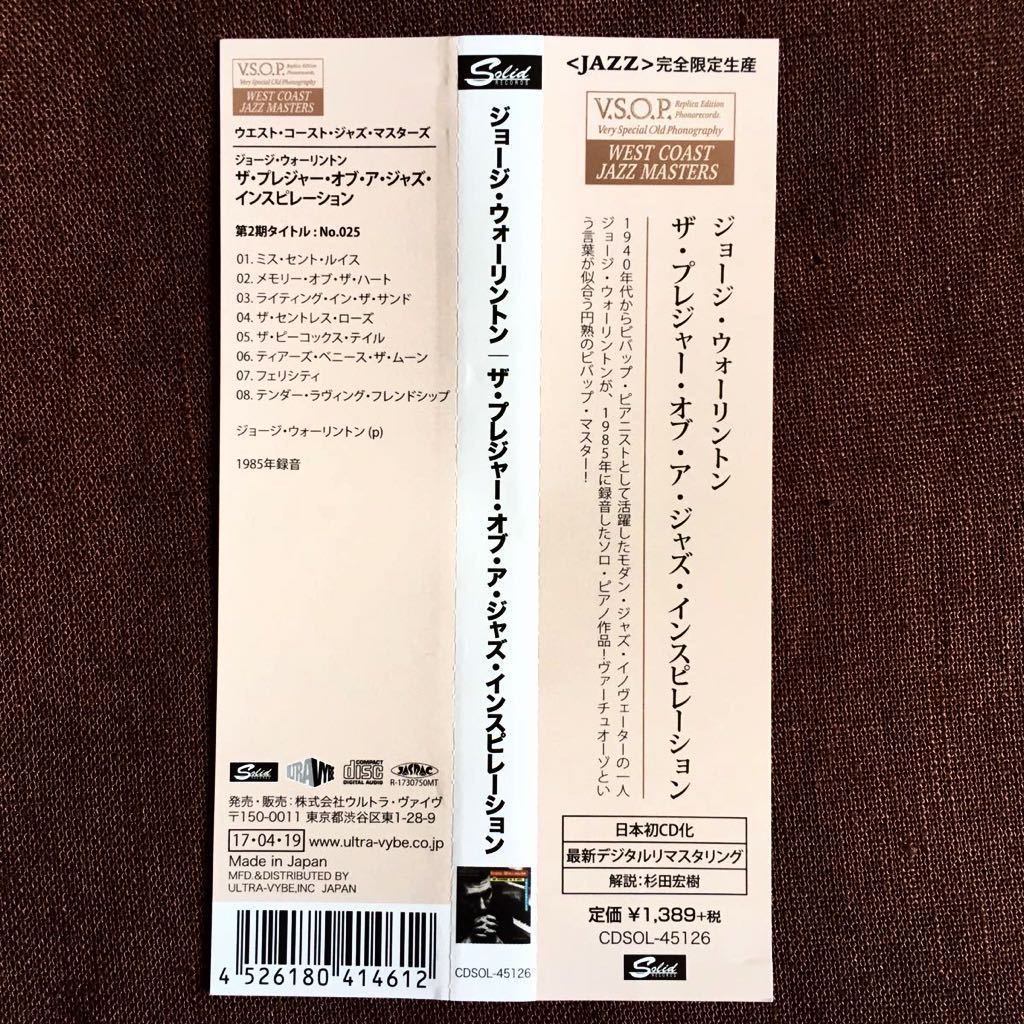 V.S.O.P. Replica Edition Phonorecords.
Very Special Old Phonography
WEST COAST
JAZZ MASTERS
ウエスト・コースト・ジャズ・マスターズ
ジョージ・ウォーリントン
ザ・プレジャー・オブ・ア・ジャズ・
インスピレーション
第2期タイトル : No.025
01. ミス・セント・ルイス
02. メモリー・オブ・ザ・ハート
03. ライティング・イン・ザ・サンド
04. ザ・セントレス・ローズ
05. ザ・ピーコックス・テイル
06. ティアーズ・ベニース・ザ・ムーン
07. フェリシティ
08. テンダー・ラヴィング・フレンドシップ
ジョージ・ウォーリントン (p)
1985年録音
Solid RECORDS
ULTRA VYBE
COMPACT disc DIGITAL AUDIO
JASRAC
R-1730750MT
発売・販売:株式会社ウルトラ・ヴァイヴ
〒150-0011 東京都渋谷区東1-28-9
17・04・19 www.ultra-vybe.co.jp
Made in Japan
MFD.&DISTRIBUTED BY
ULTRA-VYBE,INC JAPAN
4 526180 414612
Solid RECORDS
ジョージ・ウォーリントン | ザ・プレジャー・オブ・ア・ジャズ・インスピレーション
CDSOL-45126
<JAZZ>完全限定生産
V.S.O.P. Replica Edition Phonorecords.
Very Special Old Phonography
WEST COAST
JAZZ MASTERS
ジョージ・ウォーリントン
ザ・プレジャー・オブ・ア・ジャズ・インスピレーション
1940年代からビバップ・ピアニストとして活躍したモダン・ジャズ・イノヴェーターの一人
ジョージ・ウォーリントンが、1985年に録音したソロ・ピアノ作品!ヴァーチュオーゾとい
う言葉が似合う円熟のビバップ・マスター!
日本初CD化
最新デジタルリマスタリング
解説:杉田宏樹
定価 ¥1,389+税
CDSOL-45126
Solid RECORDS